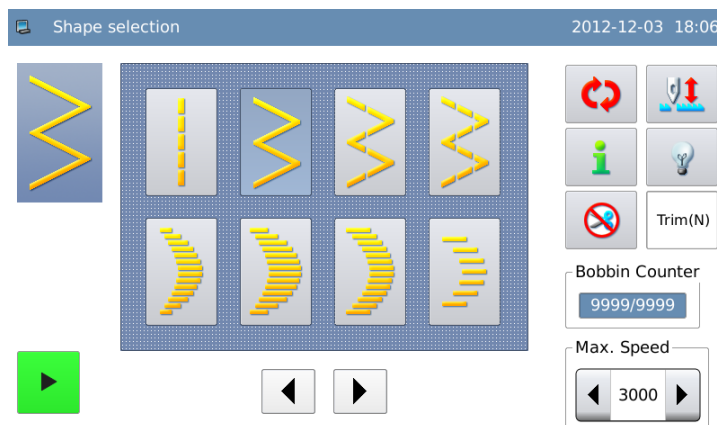 Shape selection
2012-12-03 18:06
Trim(N)
Bobbin Counter
9999/9999
Max. Speed
3000